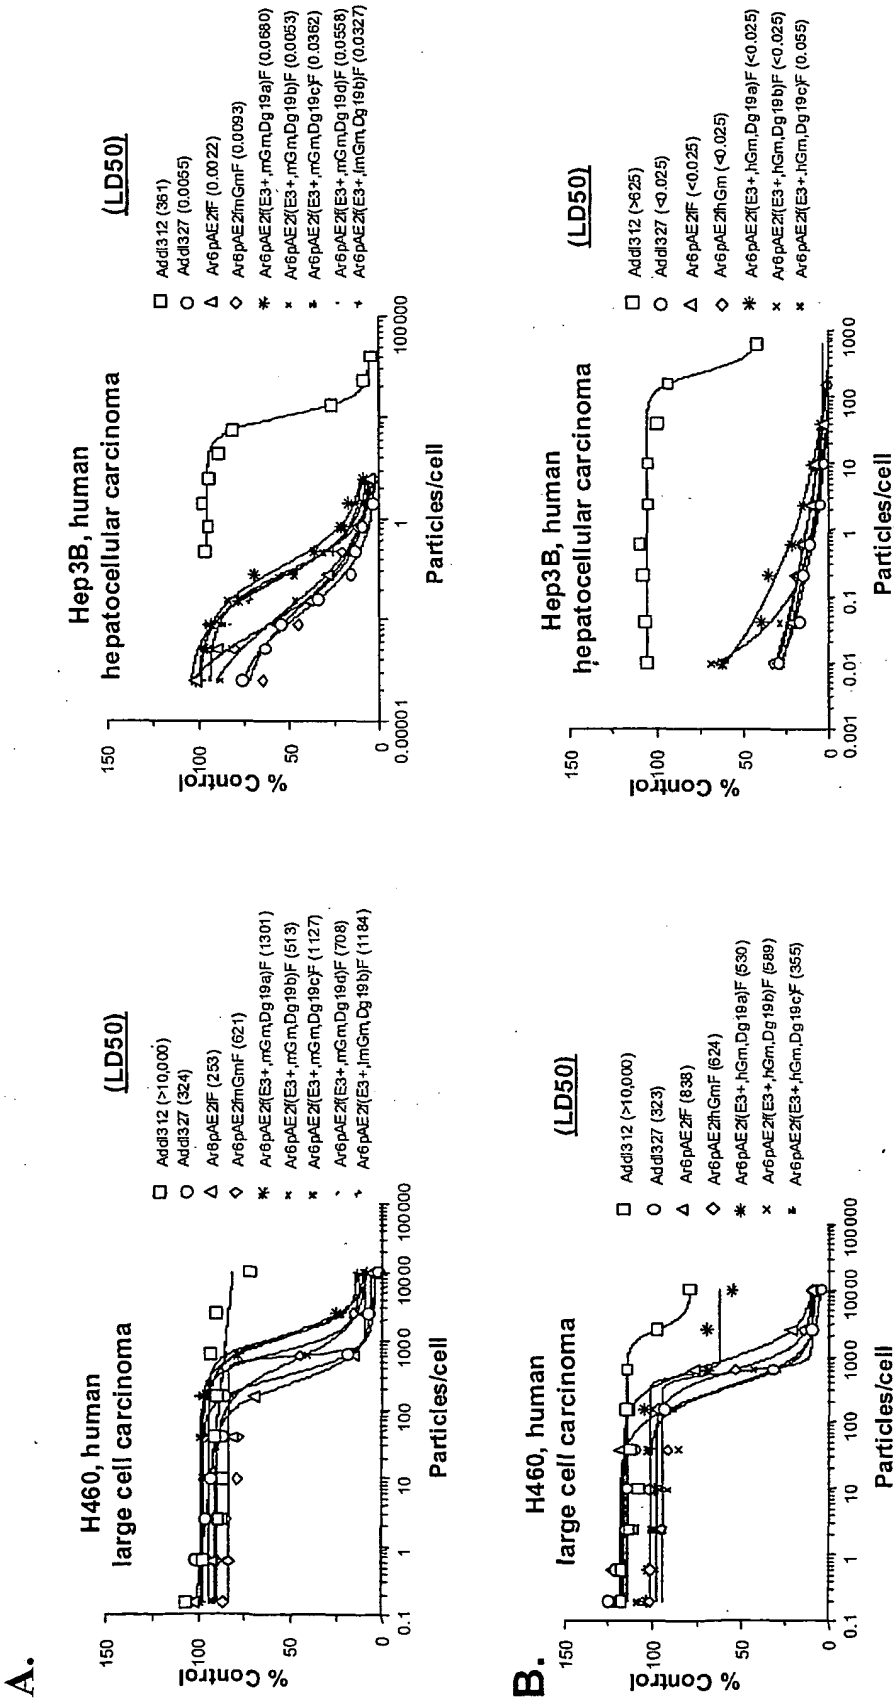 A.
H460, human
large cell carcinoma
% Control
150
100
50
0
0.1
1
10
100
1000
10000
100000
Particles/cell
(LD50)
Addl312 (>10,000)
Addl327 (324)
Ar6pAE2fF (253)
Ar6pAE2fmGmF (621)
Ar6pAE2f(E3+,mGm,Dg19a)F (1301)
Ar6pAE2f(E3+,mGm,Dg19b)F (513)
Ar6pAE2f(E3+,mGm,Dg19c)F (1127)
Ar6pAE2f(E3+,mGm,Dg19d)F (708)
Ar6pAE2f(E3+,ImGm,Dg19b)F (1184)
Hep3B, human
hepatocellular carcinoma
% Control
150
100
50
0
0.00001
1
100000
Particles/cell
(LD50)
Addl312 (361)
Addl327 (0.0055)
Ar6pAE2fF (0.0022)
Ar6pAE2fmGmF (0.0093)
Ar6pAE2f(E3+,mGm,Dg19a)F (0.0680)
Ar6pAE2f(E3+,mGm,Dg19b)F (0.0053)
Ar6pAE2f(E3+,mGm,Dg19c)F (0.0362)
Ar6pAE2f(E3+,mGm,Dg19d)F (0.0558)
Ar6pAE2f(E3+,ImGm,Dg19b)F (0.0327)
B.
H460, human
large cell carcinoma
% Control
150
100
50
0
0.1
1
10
100
1000
10000
100000
Particles/cell
(LD50)
Addl312 (>10,000)
Addl327 (323)
Ar6pAE2fF (838)
Ar6pAE2fhGmF (624)
Ar6pAE2f(E3+,hGm,Dg19a)F (530)
Ar6pAE2f(E3+,hGm,Dg19b)F (589)
Ar6pAE2f(E3+,hGm,Dg19c)F (355)
Hep3B, human
hepatocellular carcinoma
% Control
150
100
50
0
0.001
0.01
0.1
1
10
100
1000
Particles/cell
(LD50)
Addl312 (>625)
Addl327 (<0.025)
Ar6pAE2fF (<0.025)
Ar6pAE2fhGm (<0.025)
Ar6pAE2f(E3+,hGm,Dg19a)F (<0.025)
Ar6pAE2f(E3+,hGm,Dg19b)F (<0.025)
Ar6pAE2f(E3+,hGm,Dg19c)F (0.055)